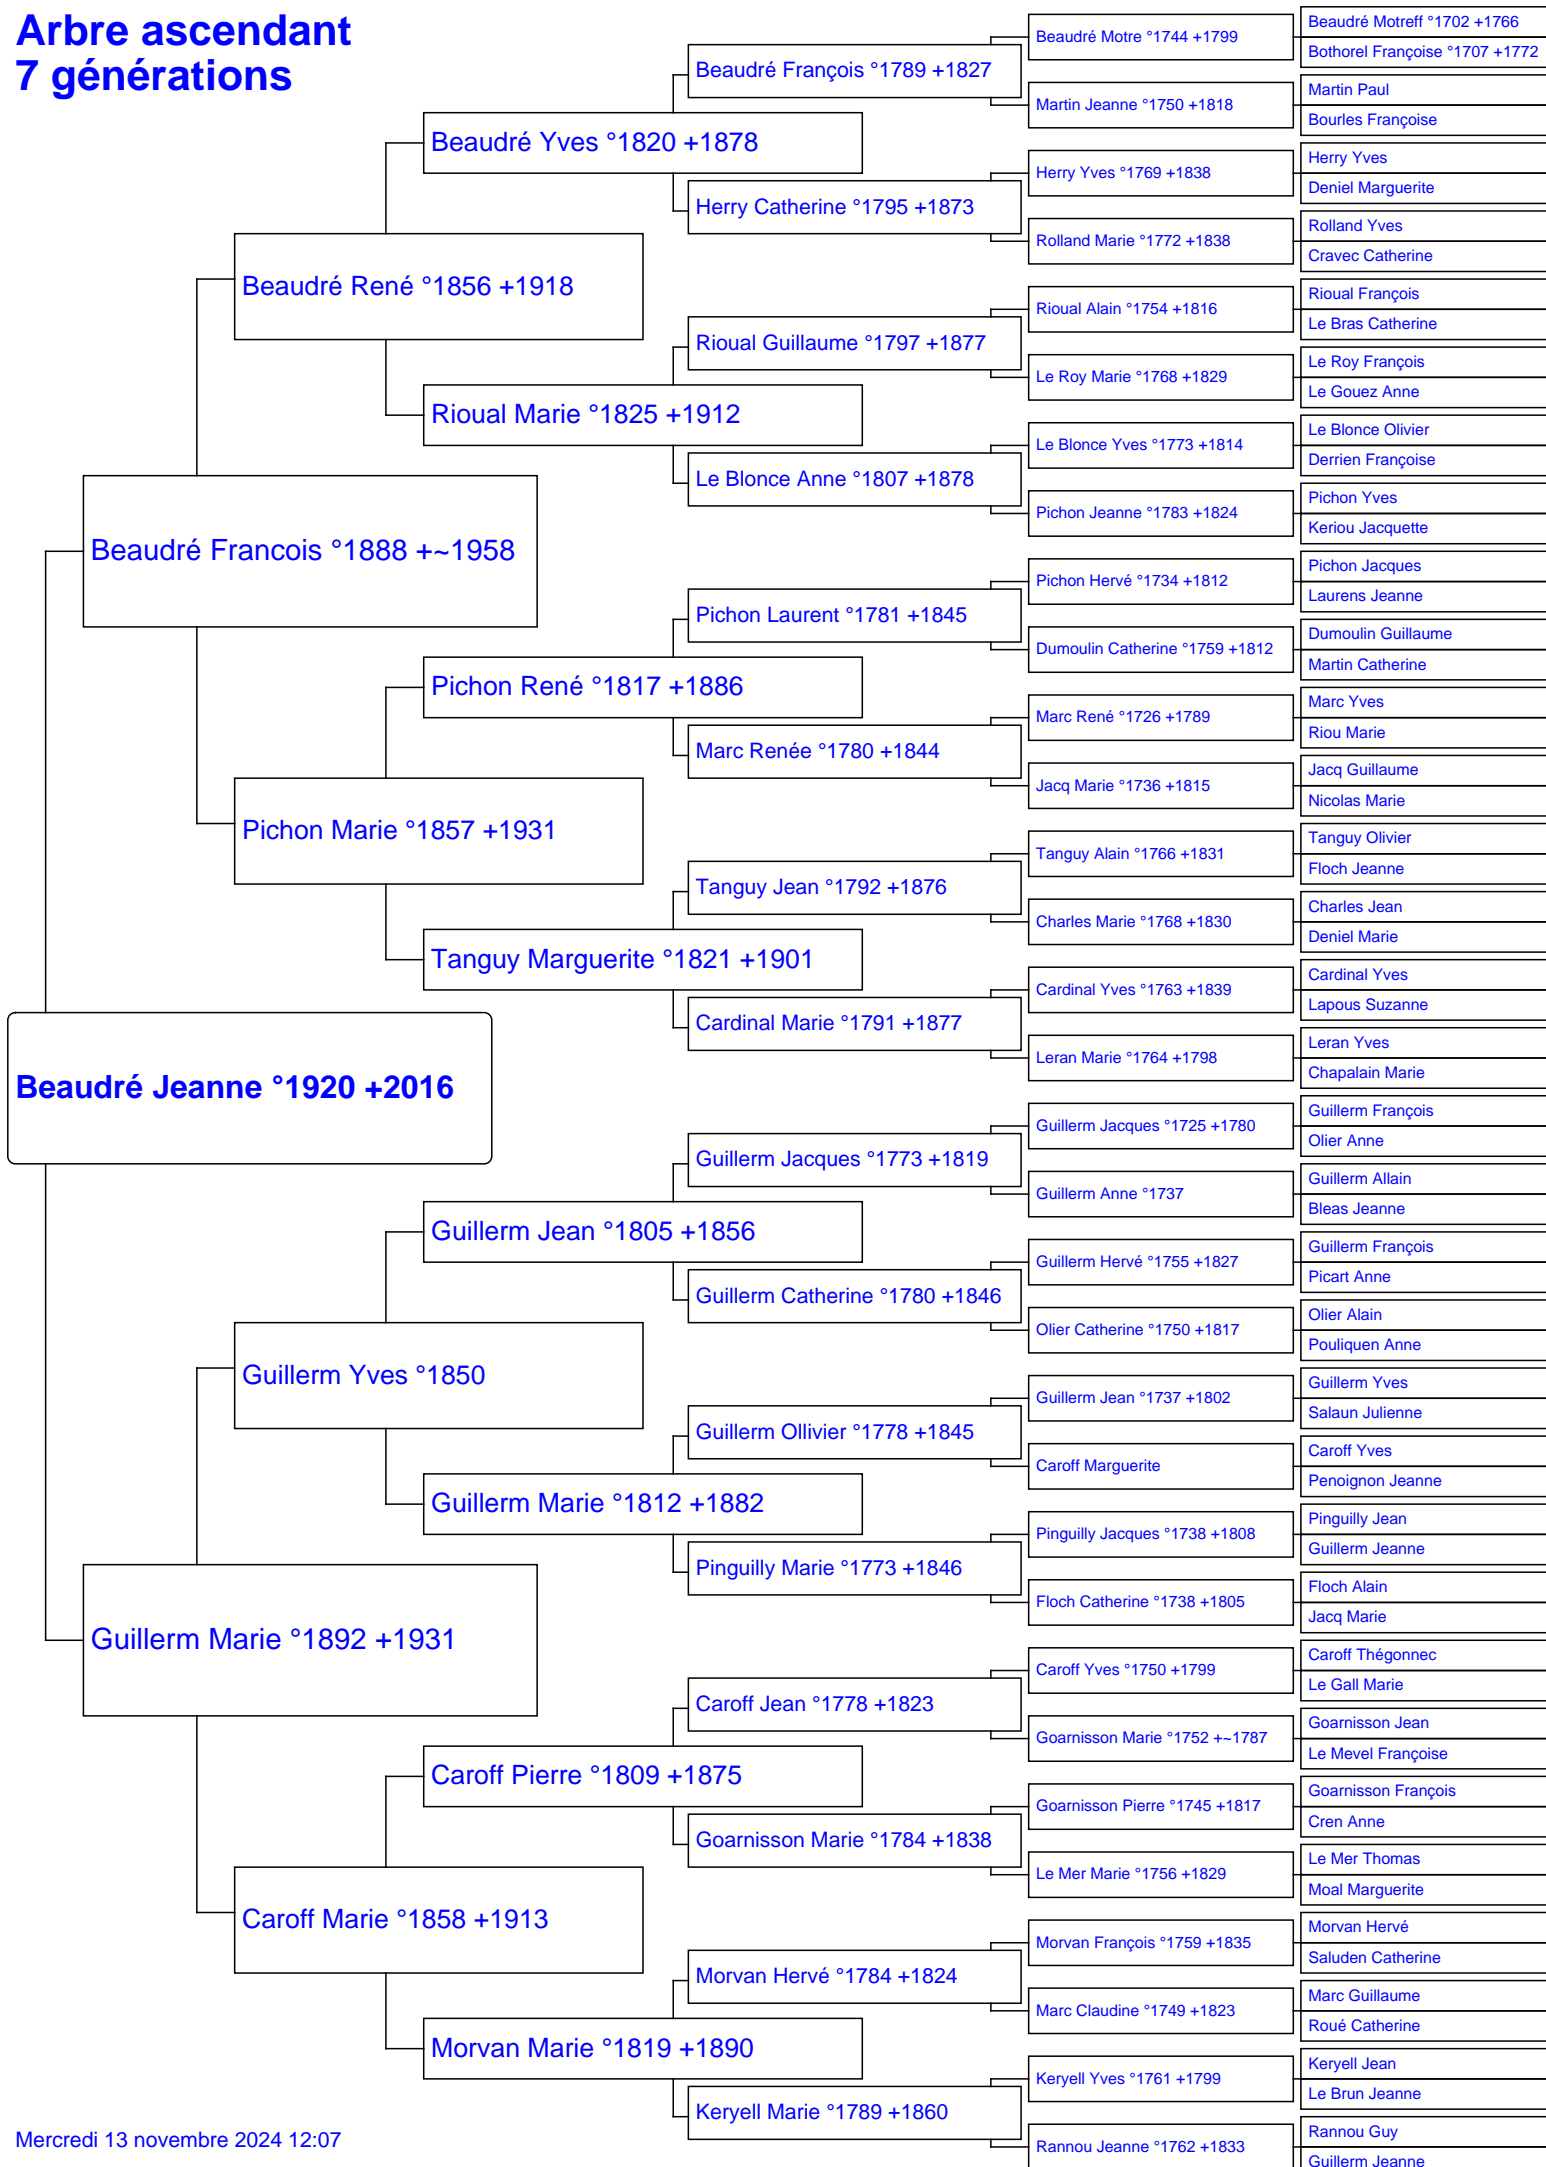 Arbre ascendant
7 générations
Beaudré Jeanne °1920 +2016
Beaudré Francois °1888 +~1958
Guillerm Marie °1892 +1931
Beaudré René °1856 +1918
Pichon Marie °1857 +1931
Guillerm Yves °1850
Caroff Marie °1858 +1913
Beaudré Yves °1820 +1878
Rioual Marie °1825 +1912
Pichon René °1817 +1886
Tanguy Marguerite °1821 +1901
Guillerm Jean °1805 +1856
Guillerm Marie °1812 +1882
Caroff Pierre °1809 +1875
Morvan Marie °1819 +1890
Beaudré François °1789 +1827
Herry Catherine °1795 +1873
Rioual Guillaume °1797 +1877
Le Blonce Anne °1807 +1878
Pichon Laurent °1781 +1845
Marc Renée °1780 +1844
Tanguy Jean °1792 +1876
Cardinal Marie °1791 +1877
Guillerm Jacques °1773 +1819
Guillerm Catherine °1780 +1846
Guillerm Ollivier °1778 +1845
Pinguilly Marie °1773 +1846
Caroff Jean °1778 +1823
Goarnisson Marie °1784 +1838
Morvan Hervé °1784 +1824
Keryell Marie °1789 +1860
Beaudré Motre °1744 +1799
Martin Jeanne °1750 +1818
Herry Yves °1769 +1838
Rolland Marie °1772 +1838
Rioual Alain °1754 +1816
Le Roy Marie °1768 +1829
Le Blonce Yves °1773 +1814
Pichon Jeanne °1783 +1824
Pichon Hervé °1734 +1812
Dumoulin Catherine °1759 +1812
Marc René °1726 +1789
Jacq Marie °1736 +1815
Tanguy Alain °1766 +1831
Charles Marie °1768 +1830
Cardinal Yves °1763 +1839
Leran Marie °1764 +1798
Guillerm Jacques °1725 +1780
Guillerm Anne °1737
Guillerm Hervé °1755 +1827
Olier Catherine °1750 +1817
Guillerm Jean °1737 +1802
Caroff Marguerite
Pinguilly Jacques °1738 +1808
Floch Catherine °1738 +1805
Caroff Yves °1750 +1799
Goarnisson Marie °1752 +~1787
Goarnisson Pierre °1745 +1817
Le Mer Marie °1756 +1829
Morvan François °1759 +1835
Marc Claudine °1749 +1823
Keryell Yves °1761 +1799
Rannou Jeanne °1762 +1833
Beaudré Motreff °1702 +1766
Bothorel Françoise °1707 +1772
Martin Paul
Bourles Françoise
Herry Yves
Deniel Marguerite
Rolland Yves
Cravec Catherine
Rioual François
Le Bras Catherine
Le Roy François
Le Gouez Anne
Le Blonce Olivier
Derrien Françoise
Pichon Yves
Keriou Jacquette
Pichon Jacques
Laurens Jeanne
Dumoulin Guillaume
Martin Catherine
Marc Yves
Riou Marie
Jacq Guillaume
Nicolas Marie
Tanguy Olivier
Floch Jeanne
Charles Jean
Deniel Marie
Cardinal Yves
Lapous Suzanne
Leran Yves
Chapalain Marie
Guillerm François
Olier Anne
Guillerm Allain
Bleas Jeanne
Guillerm François
Picart Anne
Olier Alain
Pouliquen Anne
Guillerm Yves
Salaun Julienne
Caroff Yves
Penoignon Jeanne
Pinguilly Jean
Guillerm Jeanne
Floch Alain
Jacq Marie
Caroff Thégonnec
Le Gall Marie
Goarnisson Jean
Le Mevel Françoise
Goarnisson François
Cren Anne
Le Mer Thomas
Moal Marguerite
Morvan Hervé
Saluden Catherine
Marc Guillaume
Roué Catherine
Keryell Jean
Le Brun Jeanne
Rannou Guy
Guillerm Jeanne
Mercredi 13 novembre 2024 12:07